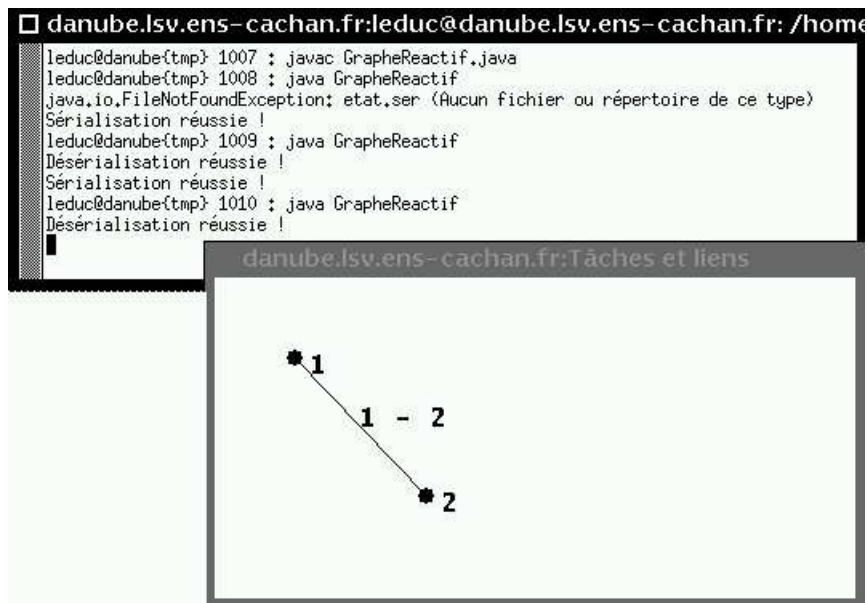 danube.lsv.ens-cachan.fr:leduc@danube.lsv.ens-cachan.fr: /home
leduc@danube{tmp} 1007 : javac GrapheReactif.java
leduc@danube{tmp} 1008 : java GrapheReactif
java.io.FileNotFoundException: etat.ser (Aucun fichier ou répertoire de ce type)
Sérialisation réussie !
leduc@danube{tmp} 1009 : java GrapheReactif
Désérialisation réussie !
Sérialisation réussie !
leduc@danube{tmp} 1010 : java GrapheReactif
Désérialisation réussie !
danube.lsv.ens-cachan.fr:Tâches et liens
1
1 - 2
2